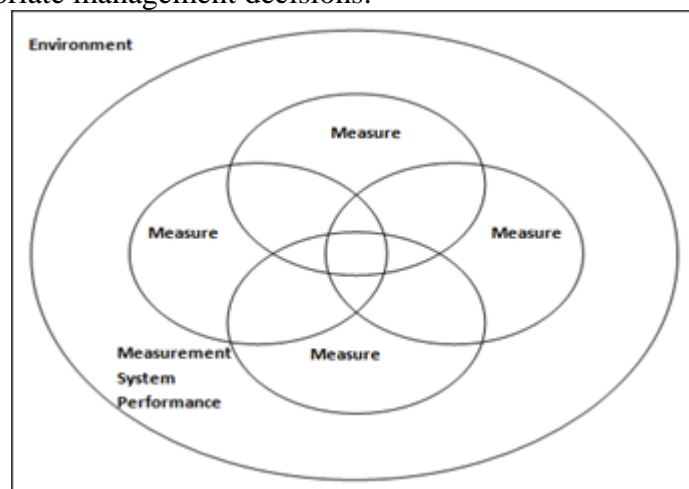 priate management decisions.
Environment
Measure
Measure
Measure
Measure
Measurement
System
Performance